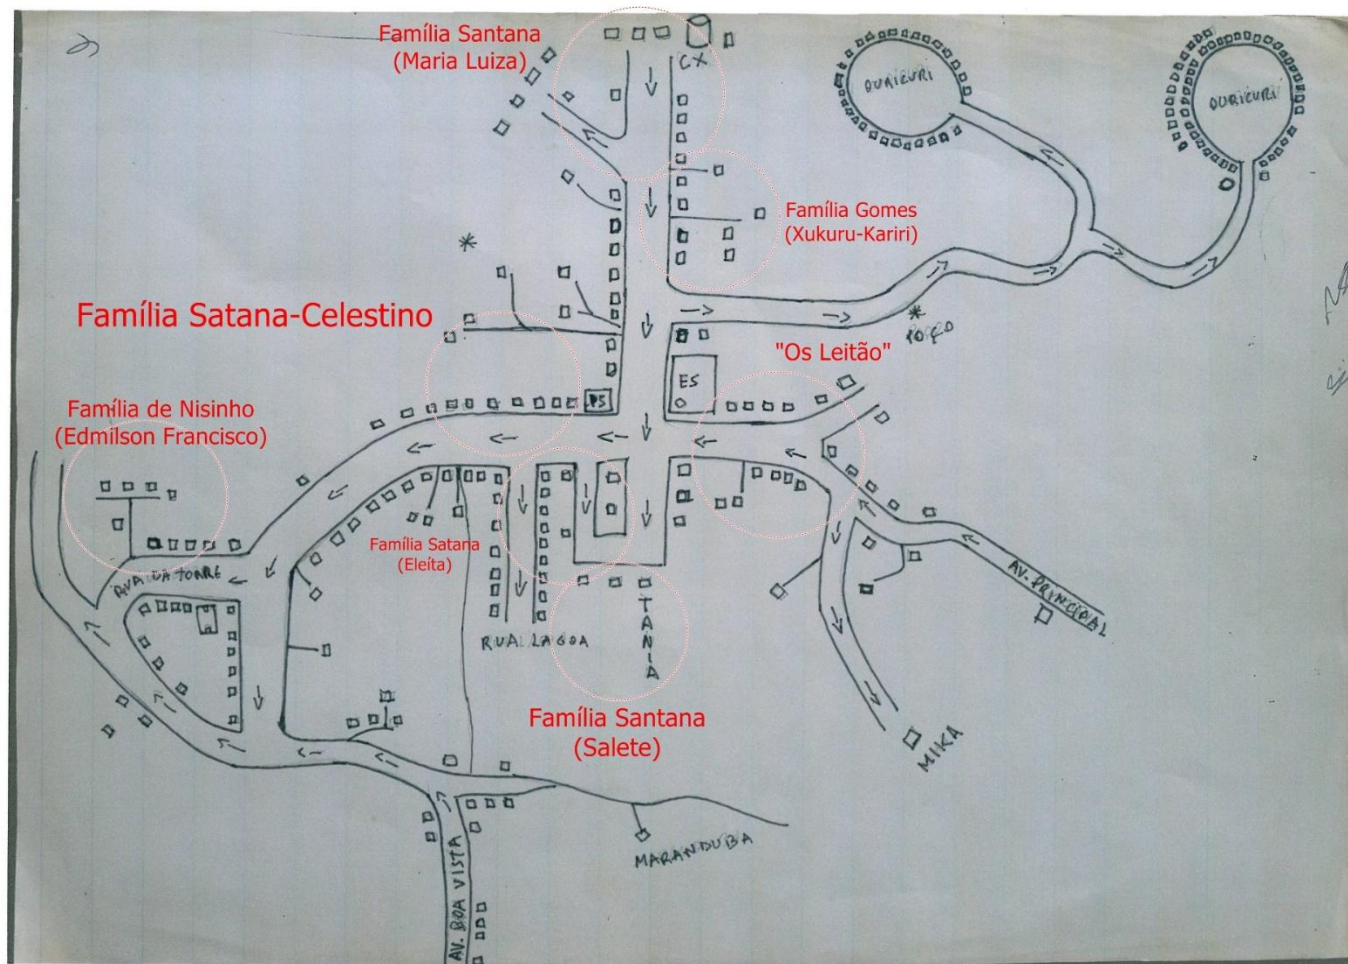 Família Santana
(Maria Luiza)
CX
OURICURI
OURICURI
Família Gomes
(Xukuru-Kariri)
Família Satana-Celestino
POÇO
"Os Leitão"
ES
PS
Família de Nisinho
(Edmilson Francisco)
Família Satana
(Eleíta)
RUA DA TORRE
AV. PRINCIPAL
RUA LAGOA
TANIA
Família Santana
(Salete)
MIKA
MARANDUBA
AV. BOA VISTA